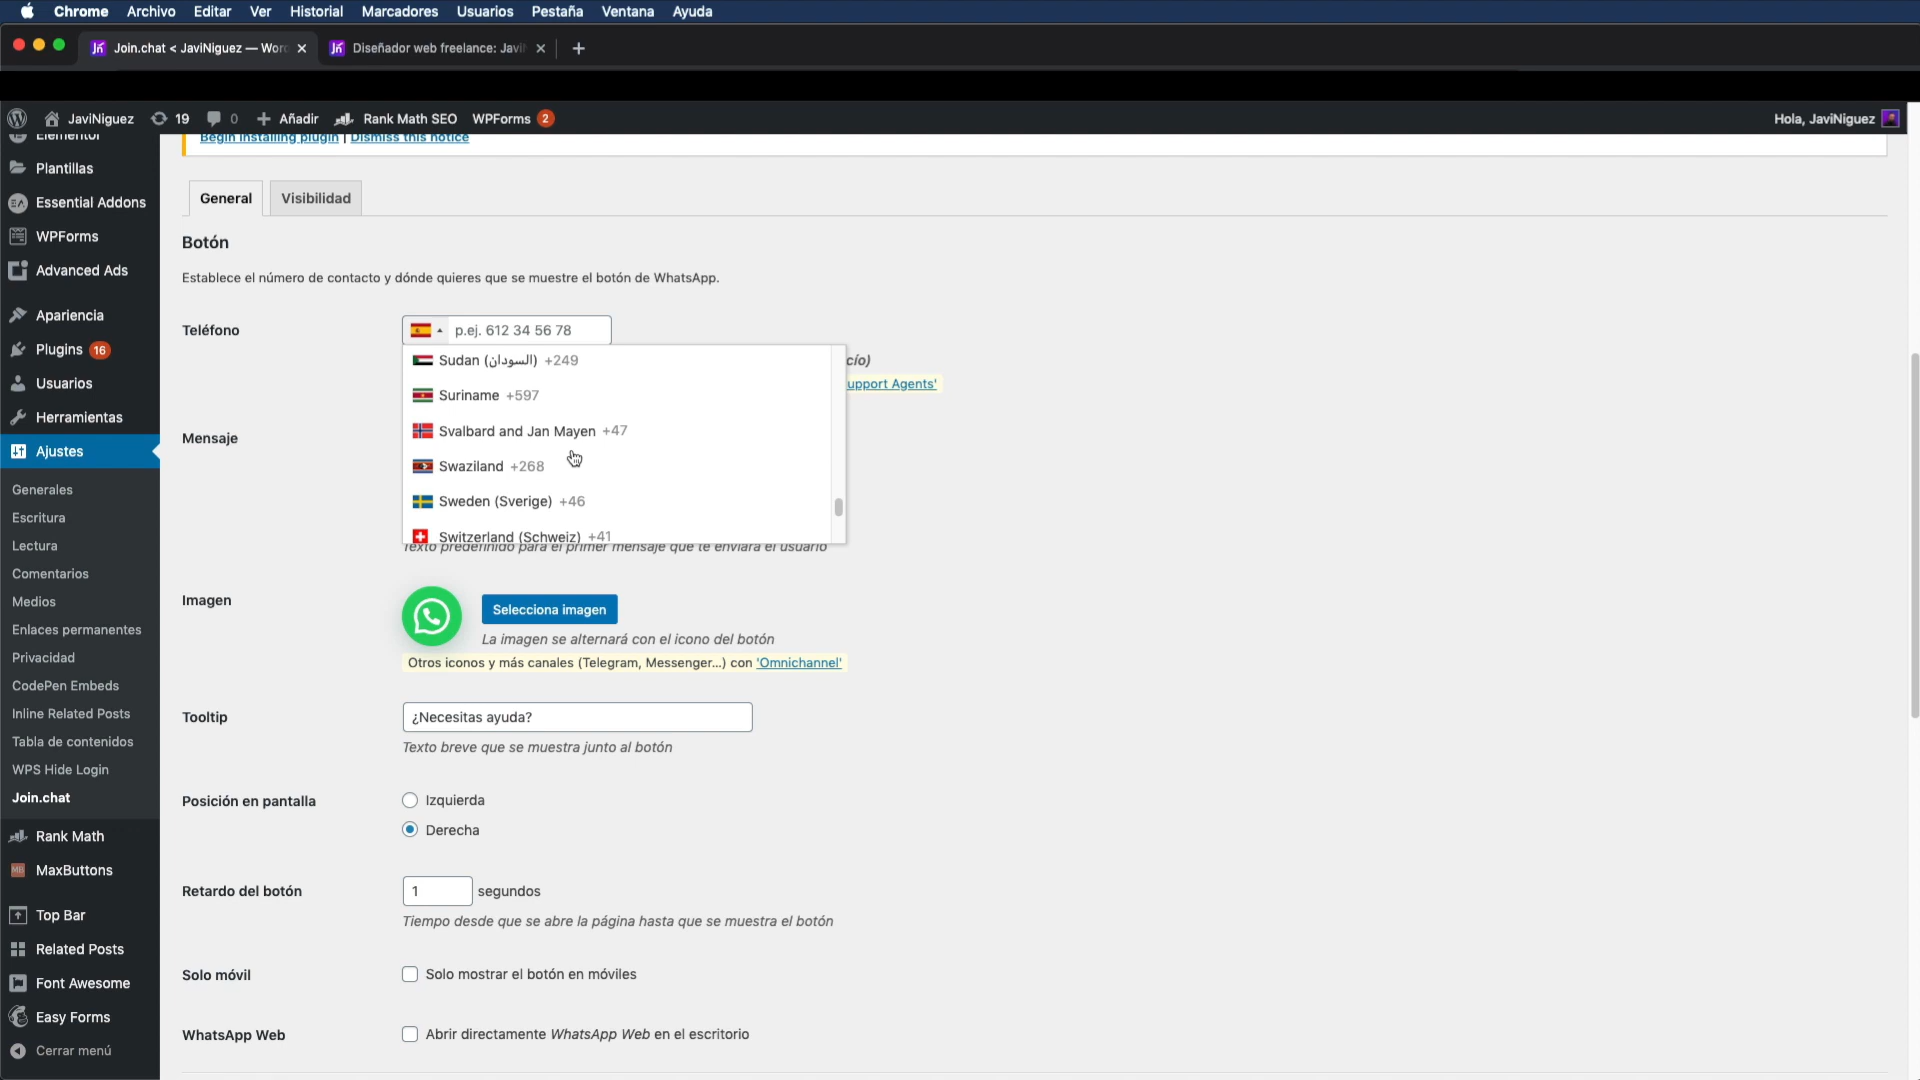 Chrome Archivo Editar Ver Historial Marcadores Usuarios Pestaña Ventana Ayuda
Join.chat < JaviNiguez — Wor
Diseñador web freelance: Javi
JaviNiguez 19 0 Añadir Rank Math SEO WPForms 2
Hola, JaviNiguez
Elementor
Plantillas
Essential Addons
WPForms
Advanced Ads
Apariencia
Plugins 16
Usuarios
Herramientas
Ajustes
Generales
Escritura
Lectura
Comentarios
Medios
Enlaces permanentes
Privacidad
CodePen Embeds
Inline Related Posts
Tabla de contenidos
WPS Hide Login
Join.chat
Rank Math
MaxButtons
Top Bar
Related Posts
Font Awesome
Easy Forms
Cerrar menú
Begin installing plugin | Dismiss this notice
General Visibilidad
Botón
Establece el número de contacto y dónde quieres que se muestre el botón de WhatsApp.
Teléfono
p.ej. 612 34 56 78
Sudan (‫السودان‬‎) +249
cío)
Suriname +597
upport Agents'
Svalbard and Jan Mayen +47
Mensaje
Swaziland +268
Sweden (Sverige) +46
Switzerland (Schweiz) +41
Texto predefinido para el primer mensaje que te enviará el usuario
Imagen
Selecciona imagen
La imagen se alternará con el icono del botón
Otros iconos y más canales (Telegram, Messenger...) con 'Omnichannel'
Tooltip
¿Necesitas ayuda?
Texto breve que se muestra junto al botón
Posición en pantalla
Izquierda
Derecha
Retardo del botón
1 segundos
Tiempo desde que se abre la página hasta que se muestra el botón
Solo móvil
Solo mostrar el botón en móviles
WhatsApp Web
Abrir directamente WhatsApp Web en el escritorio